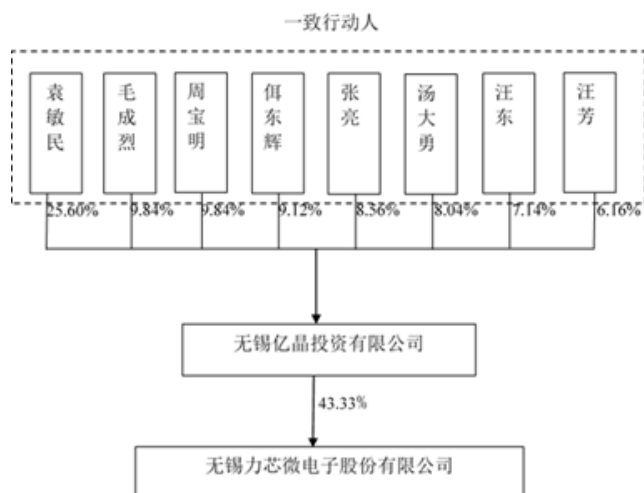 一致行动人
袁敏民
毛成烈
周宝明
佴东辉
张亮
汤大勇
汪东
汪芳
25.60%
9.84%
9.84%
9.12%
8.56%
8.04%
7.14%
6.16%
无锡亿晶投资有限公司
43.33%
无锡力芯微电子股份有限公司